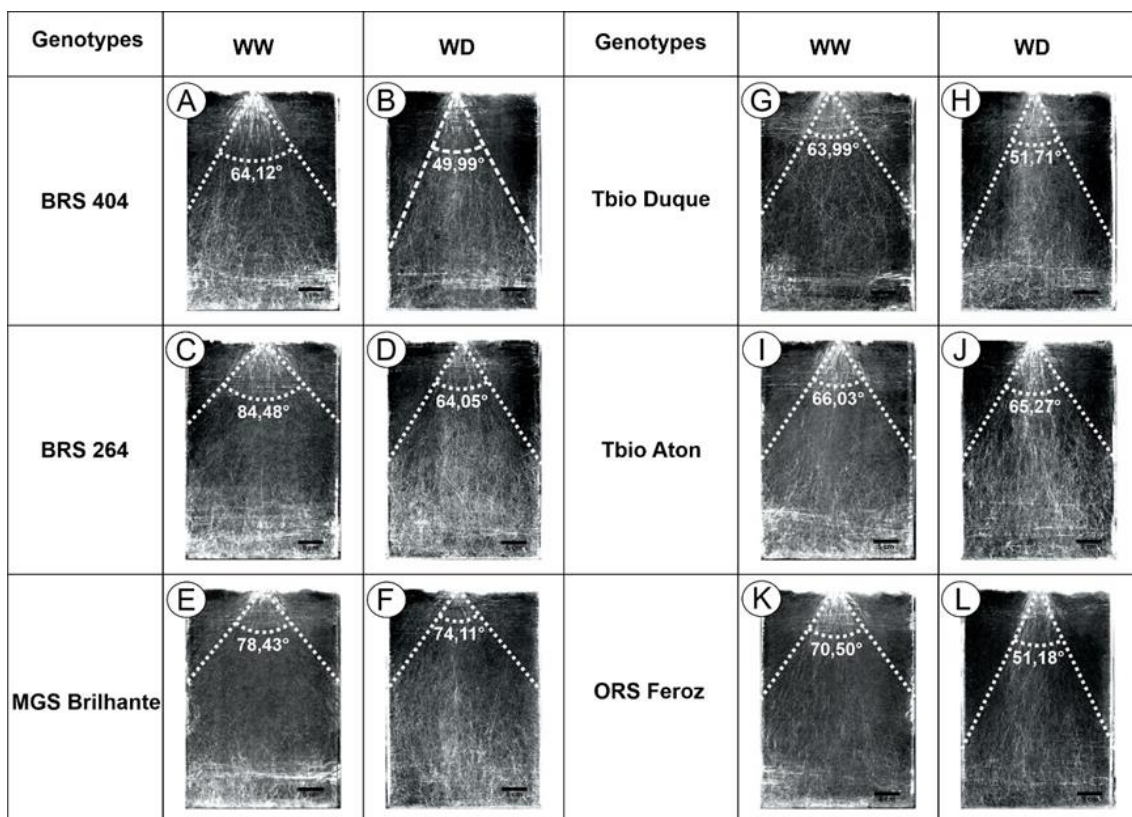 Genotypes WW WD Genotypes WW WD
A B G H
64,12° 49,99° 63,99° 51,71°
BRS 404 Tbio Duque
C D I J
84,48° 64,05° 66,03° 65,27°
BRS 264 Tbio Aton
E F K L
78,43° 74,11° 70,50° 51,18°
MGS Brilhante ORS Feroz